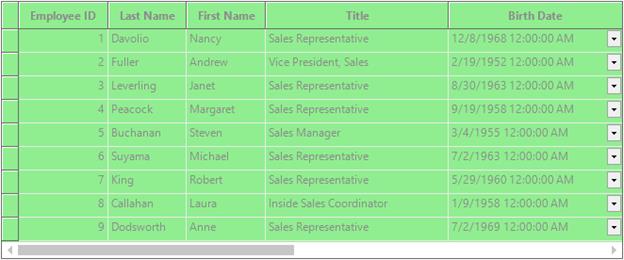 Employee ID Last Name First Name Title Birth Date
1 Davolio Nancy Sales Representative 12/8/1968 12:00:00 AM
2 Fuller Andrew Vice President, Sales 2/19/1952 12:00:00 AM
3 Leverling Janet Sales Representative 8/30/1963 12:00:00 AM
4 Peacock Margaret Sales Representative 9/19/1958 12:00:00 AM
5 Buchanan Steven Sales Manager 3/4/1955 12:00:00 AM
6 Suyama Michael Sales Representative 7/2/1963 12:00:00 AM
7 King Robert Sales Representative 5/29/1960 12:00:00 AM
8 Callahan Laura Inside Sales Coordinator 1/9/1958 12:00:00 AM
9 Dodsworth Anne Sales Representative 7/2/1969 12:00:00 AM